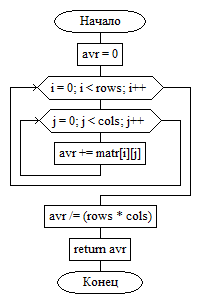 Начало
avr = 0
i = 0; i < rows; i++
j = 0; j < cols; j++
avr += matr[i][j]
avr /= (rows * cols)
return avr
Конец